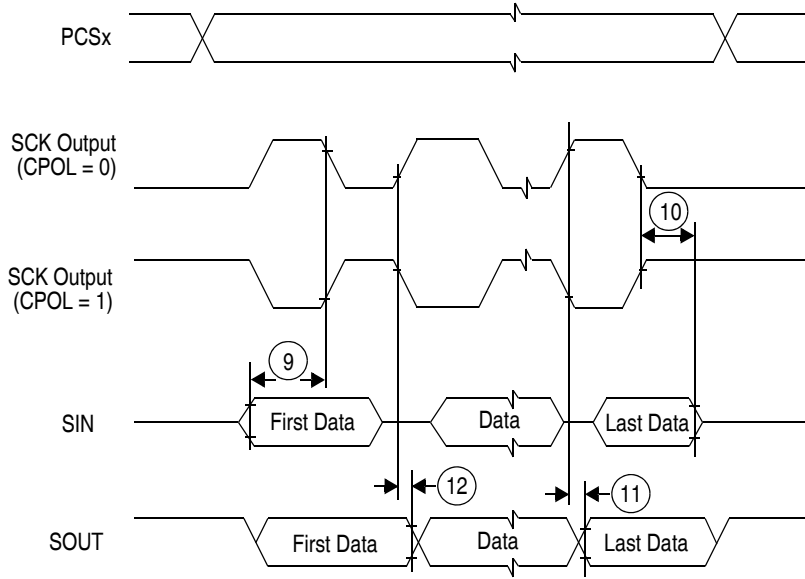 PCSx
SCK Output
(CPOL = 0)
10
SCK Output
(CPOL = 1)
9
SIN
First Data
Data
Last Data
12
11
SOUT
First Data
Data
Last Data